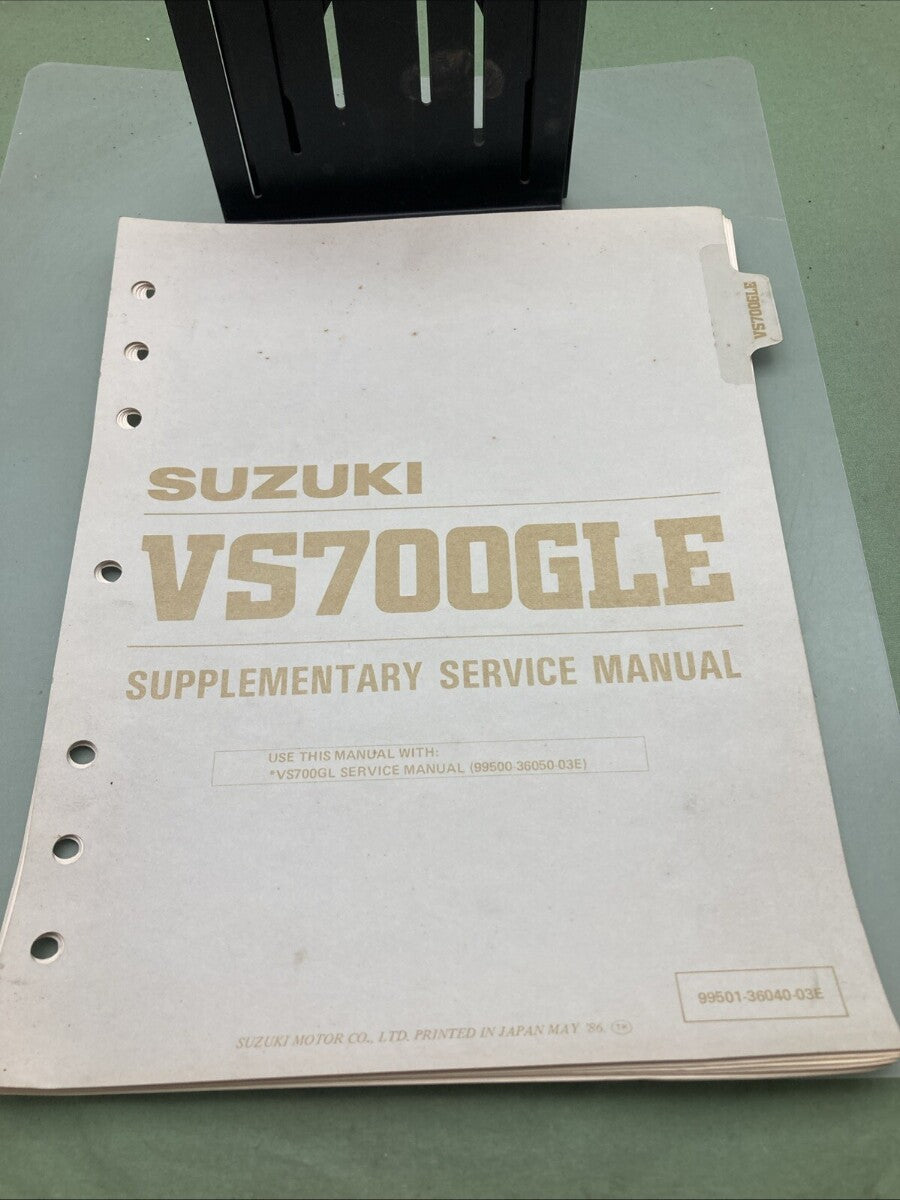 VS700GLE
SUZUKI
VS700GLE
SUPPLEMENTARY SERVICE MANUAL
USE THIS MANUAL WITH:
*VS700GL SERVICE MANUAL (99500-36050-03E)
99501-36040-03E
SUZUKI MOTOR CO., LTD. PRINTED IN JAPAN MAY '86.